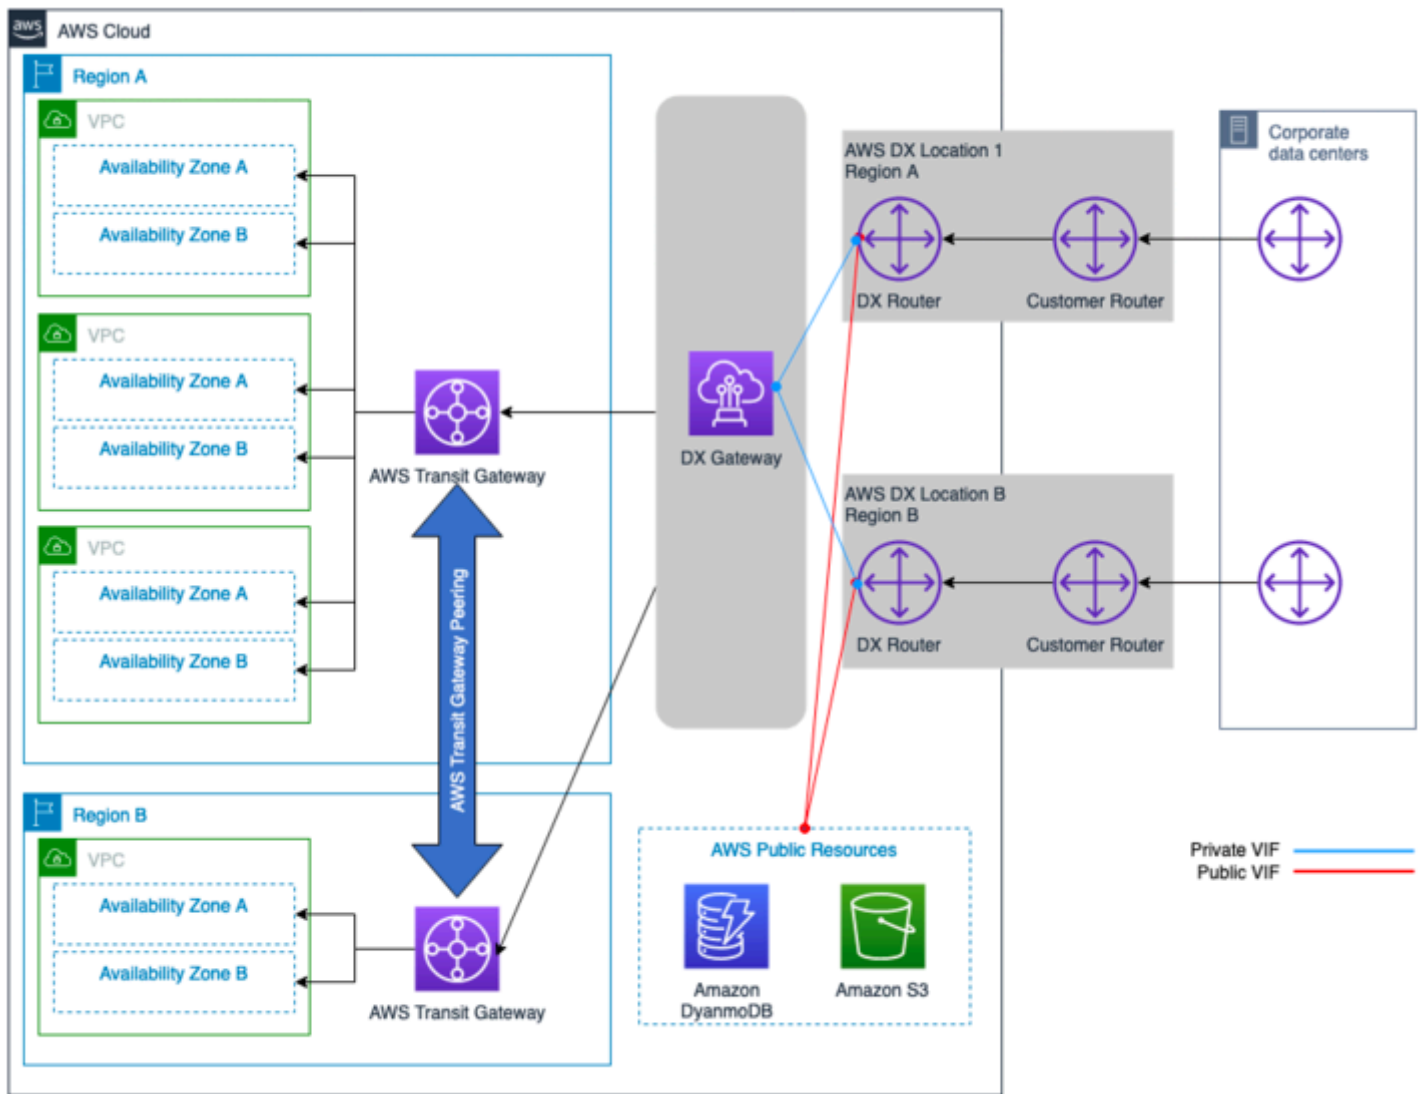 aws
AWS Cloud
Region A
VPC
Availability Zone A
Availability Zone B
VPC
Availability Zone A
Availability Zone B
VPC
Availability Zone A
Availability Zone B
AWS Transit Gateway
AWS Transit Gateway Peering
Region B
VPC
Availability Zone A
Availability Zone B
AWS Transit Gateway
DX Gateway
AWS DX Location 1
Region A
DX Router
Customer Router
AWS DX Location B
Region B
DX Router
Customer Router
Corporate
data centers
AWS Public Resources
Amazon
DyanmoDB
Amazon S3
Private VIF
Public VIF